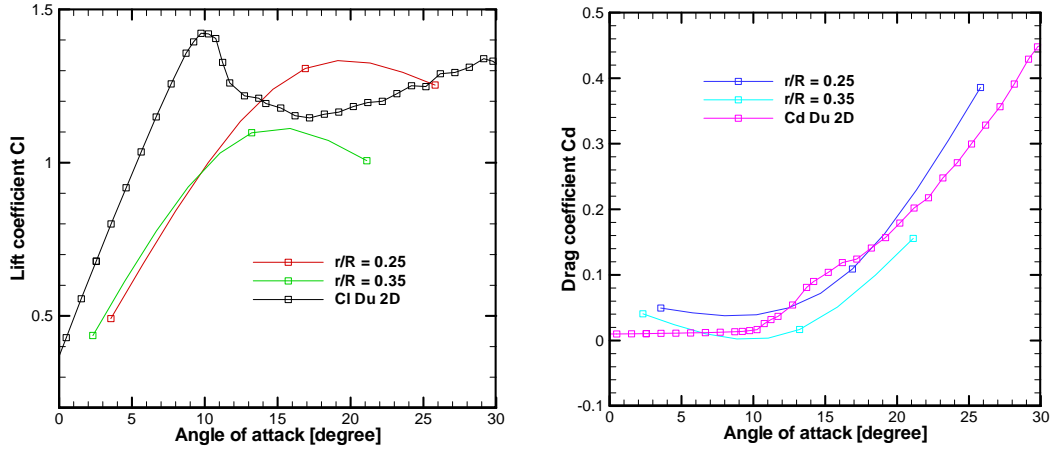 1.5
1
0.5
0
5
10
15
20
25
30
Lift coefficient Cl
Angle of attack [degree]
r/R = 0.25
r/R = 0.35
Cl Du 2D
0.5
0.4
0.3
0.2
0.1
0
-0.1
0
5
10
15
20
25
30
Drag coefficient Cd
Angle of attack [degree]
r/R = 0.25
r/R = 0.35
Cd Du 2D